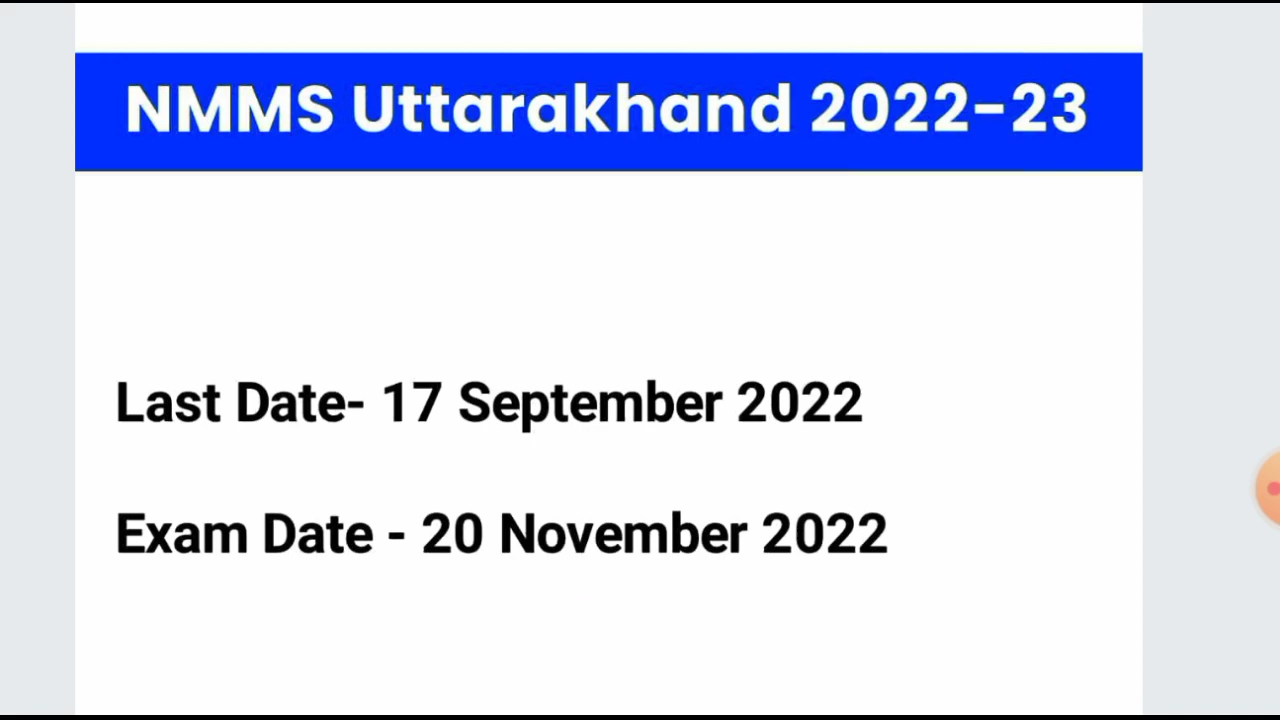 NMMS Uttarakhand 2022-23
Last Date- 17 September 2022
Exam Date - 20 November 2022